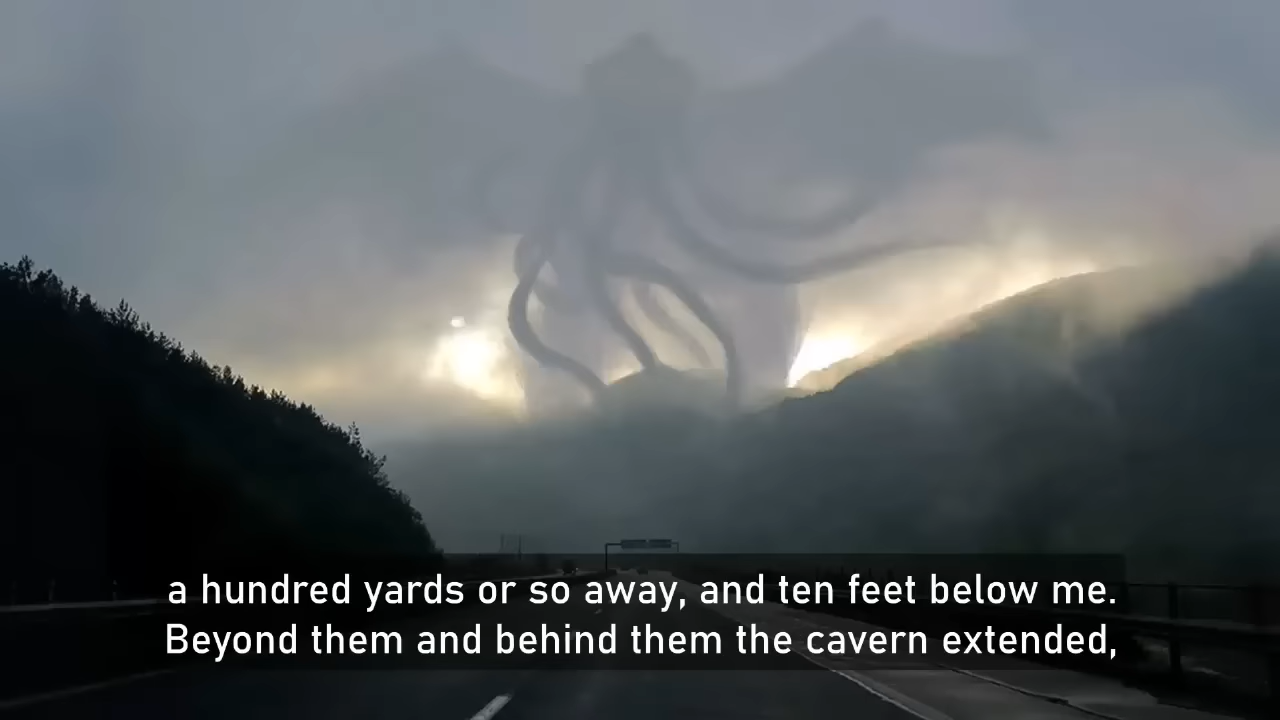 a hundred yards or so away, and ten feet below me.
Beyond them and behind them the cavern extended,